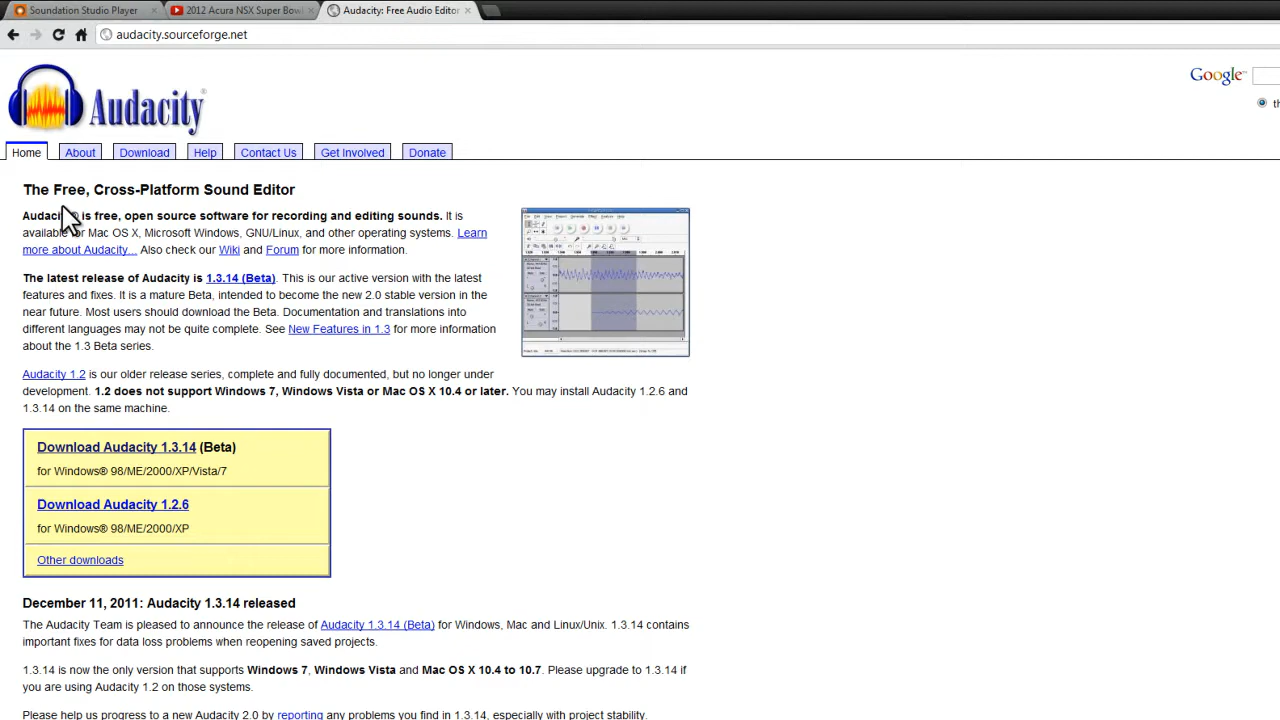 Soundation Studio Player
2012 Acura NSX Super Bowl
Audacity: Free Audio Editor
audacity.sourceforge.net
Audacity®
Google™
Home
About
Download
Help
Contact Us
Get Involved
Donate
The Free, Cross-Platform Sound Editor
is free, open source software for recording and editing sounds. It is
available Mac OS X, Microsoft Windows, GNU/Linux, and other operating systems. Learn
more about Audacity... Also check our Wiki and Forum for more information.
The latest release of Audacity is 1.3.14 (Beta). This is our active version with the latest
features and fixes. It is a mature Beta, intended to become the new 2.0 stable version in the
near future. Most users should download the Beta. Documentation and translations into
different languages may not be quite complete. See New Features in 1.3 for more information
about the 1.3 Beta series.
Audacity 1.2 is our older release series, complete and fully documented, but no longer under
development. 1.2 does not support Windows 7, Windows Vista or Mac OS X 10.4 or later. You may install Audacity 1.2.6 and
1.3.14 on the same machine.
Download Audacity 1.3.14 (Beta)
for Windows® 98/ME/2000/XP/Vista/7
Download Audacity 1.2.6
for Windows® 98/ME/2000/XP
Other downloads
December 11, 2011: Audacity 1.3.14 released
The Audacity Team is pleased to announce the release of Audacity 1.3.14 (Beta) for Windows, Mac and Linux/Unix. 1.3.14 contains
important fixes for data loss problems when reopening saved projects.
1.3.14 is now the only version that supports Windows 7, Windows Vista and Mac OS X 10.4 to 10.7. Please upgrade to 1.3.14 if
you are using Audacity 1.2 on those systems.
Please help us progress to a new Audacity 2.0 by reporting any problems you find in 1.3.14, especially with project stability.